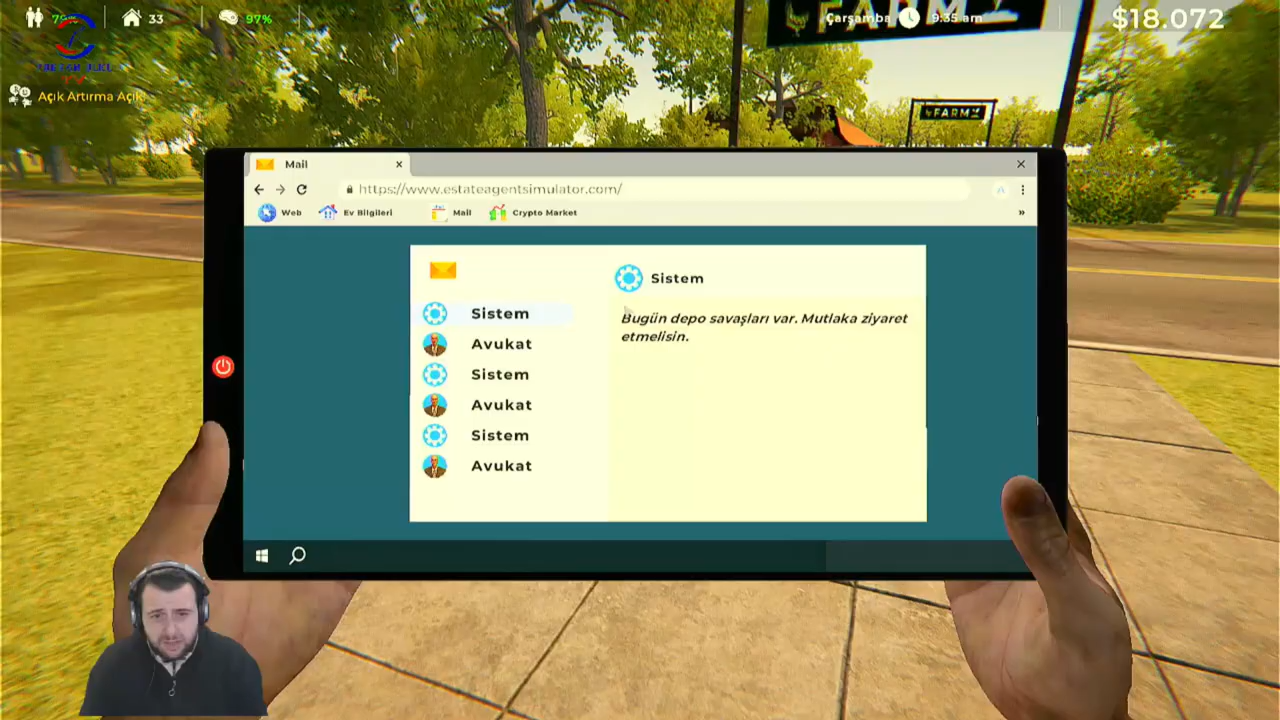 33
97%
Çarşamba
9:35 am
$18.072
FARM
Açık Artırma Açık
FARM
Mail
https://www.estateagentsimulator.com/
Web
Ev Bilgileri
Mail
Crypto Market
Sistem
Avukat
Sistem
Avukat
Sistem
Avukat
Sistem
Bugün depo savaşları var. Mutlaka ziyaret
etmelisin.